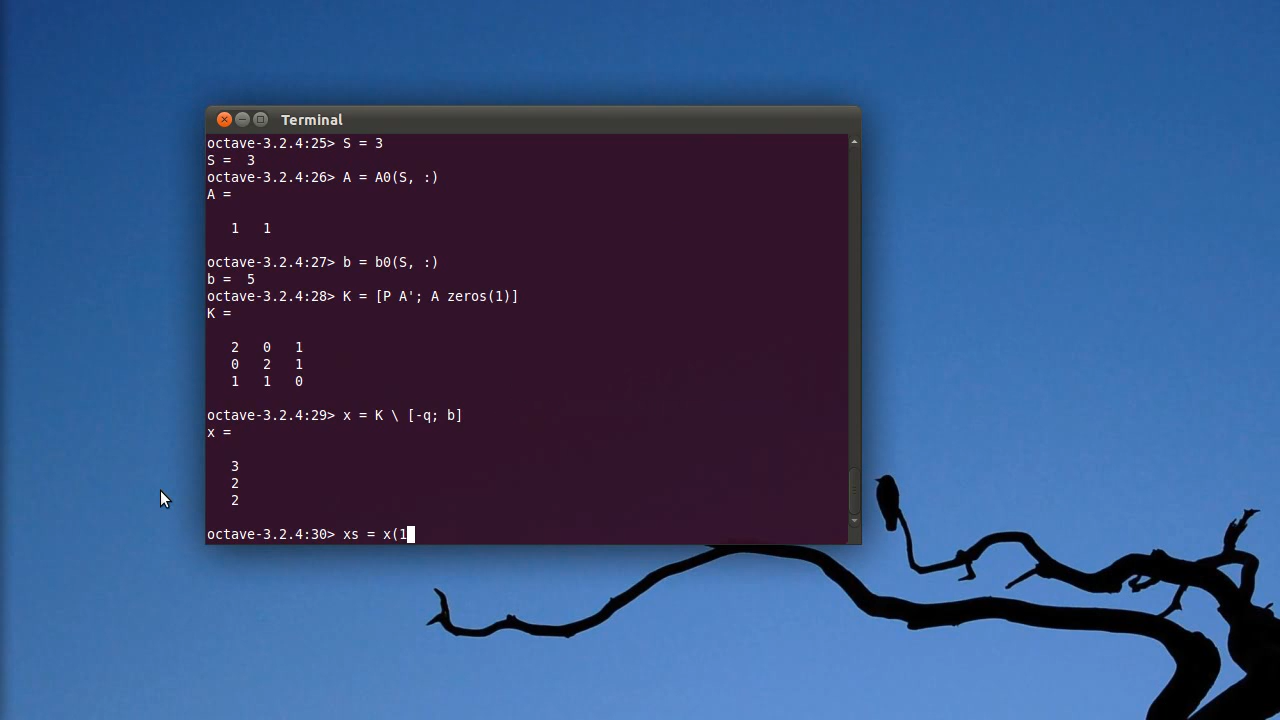 Terminal
octave-3.2.4:25> S = 3
S =  3
octave-3.2.4:26> A = A0(S, :)
A =
   1   1
octave-3.2.4:27> b = b0(S, :)
b =  5
octave-3.2.4:28> K = [P A'; A zeros(1)]
K =
   2   0   1
   0   2   1
   1   1   0
octave-3.2.4:29> x = K \ [-q; b]
x =
   3
   2
   2
octave-3.2.4:30> xs = x(1